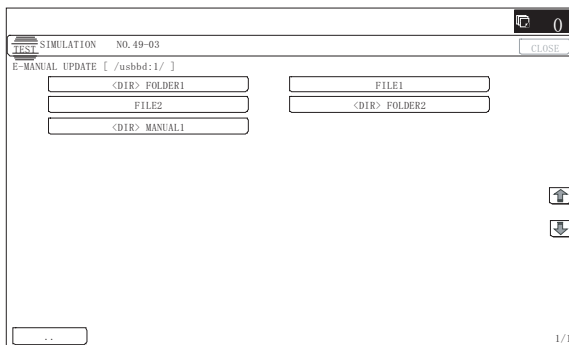 0
TEST SIMULATION NO.49-03 CLOSE
E-MANUAL UPDATE [ /usbbd:1/ ]
<DIR> FOLDER1 FILE1
FILE2 <DIR> FOLDER2
<DIR> MANUAL1
.. 1/1